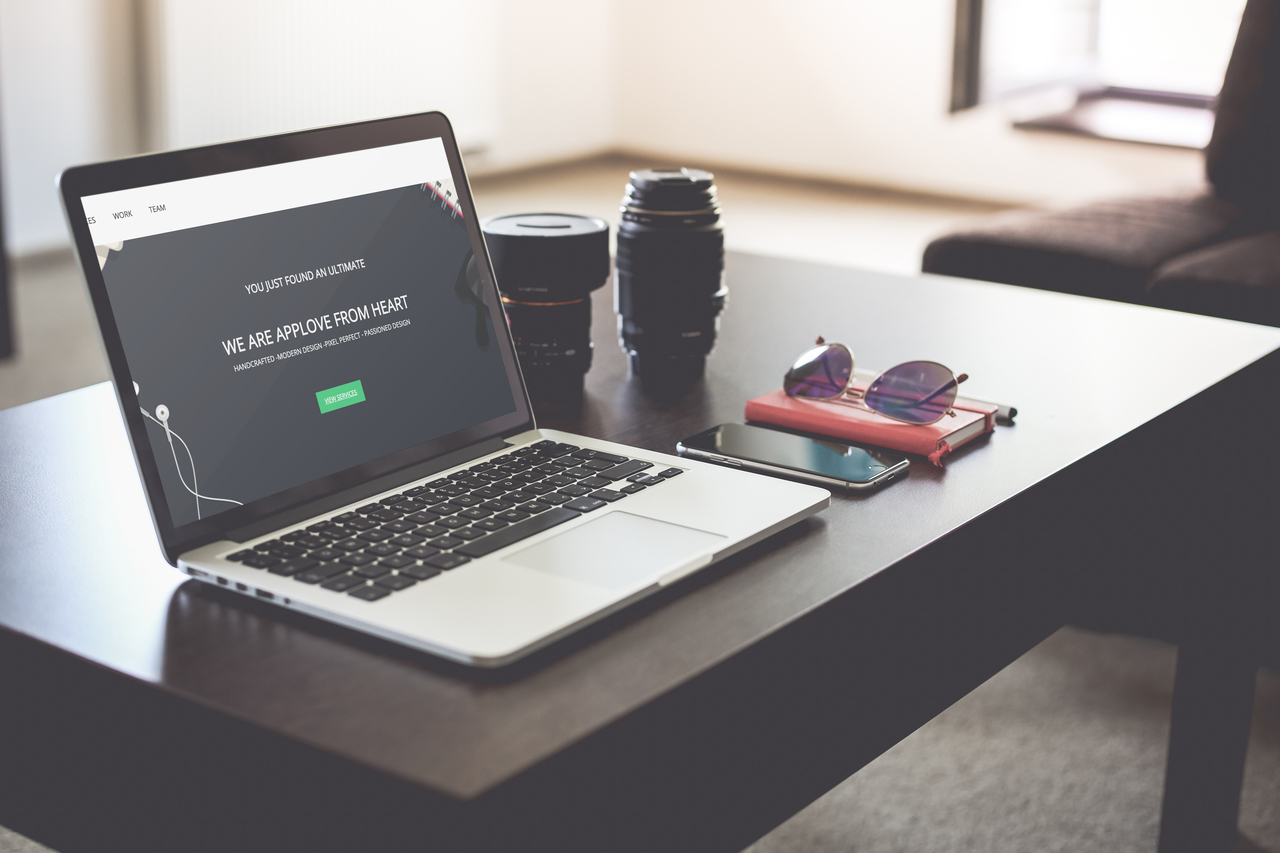 ES WORK TEAM
YOU JUST FOUND AN ULTIMATE
WE ARE APPLOVE FROM HEART
HANDCRAFTED -MODERN DESIGN -PIXEL PERFECT - PASSIONED DESIGN
VIEW SERVICES